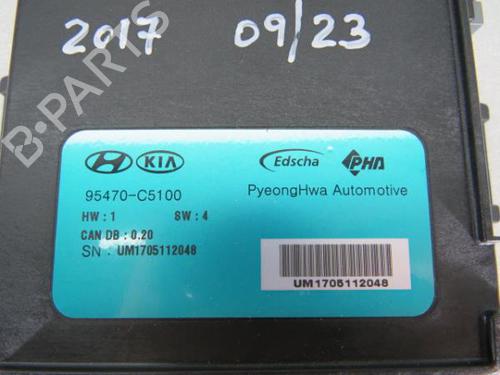 2017 09/23
B-PARTS
HYUNDAI KIA Edscha PHA
95470-C5100 PyeongHwa Automotive
HW : 1 SW : 4
CAN DB : 0.20
SN : UM1705112048
UM1705112048